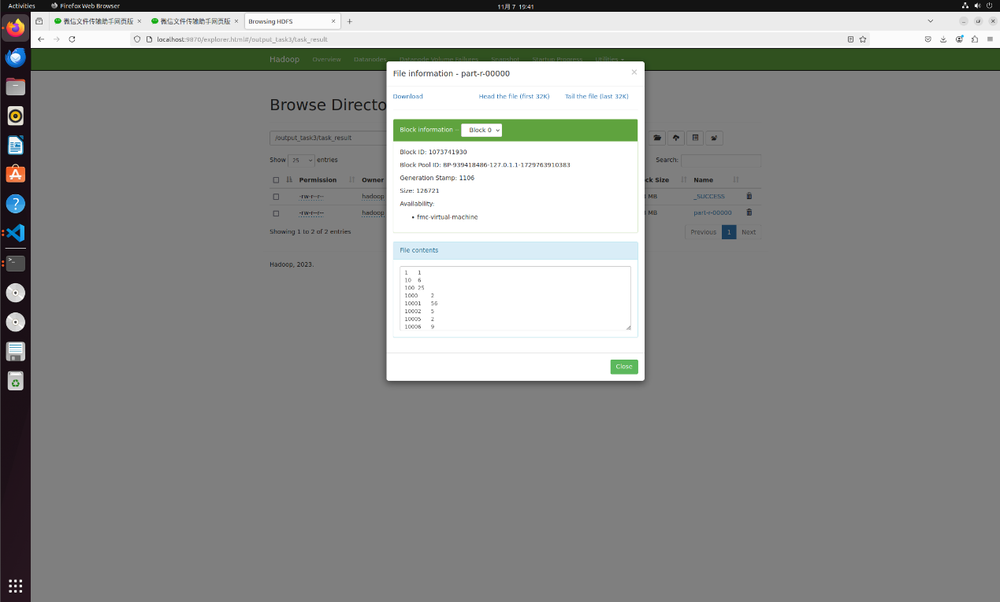 Activities
Firefox Web Browser
11月 7 19:41
微信文件传输助手网页版
微信文件传输助手网页版
Browsing HDFS
localhost:9870/explorer.html#/output_task3/task_result
Hadoop Overview Datanodes Datanode Volume Failures Snapshot Startup Progress Utilities
File information - part-r-00000
Download Head the file (first 32K) Tail the file (last 32K)
Browse Directo
Block information -- Block 0
/output_task3/task_result
Block ID: 1073741930
Show 25 entries
Search:
Block Pool ID: BP-939418486-127.0.1.1-1729763910383
Generation Stamp: 1106
Permission Owner ck Size Name
Size: 126721
-rw-r--r-- hadoop MB _SUCCESS
Availability:
-rw-r--r-- hadoop MB part-r-00000
fmc-virtual-machine
Showing 1 to 2 of 2 entries
Previous 1 Next
File contents
Hadoop, 2023.
1 1
10 6
100 25
1000 2
10001 56
10002 5
10005 2
10006 9
Close